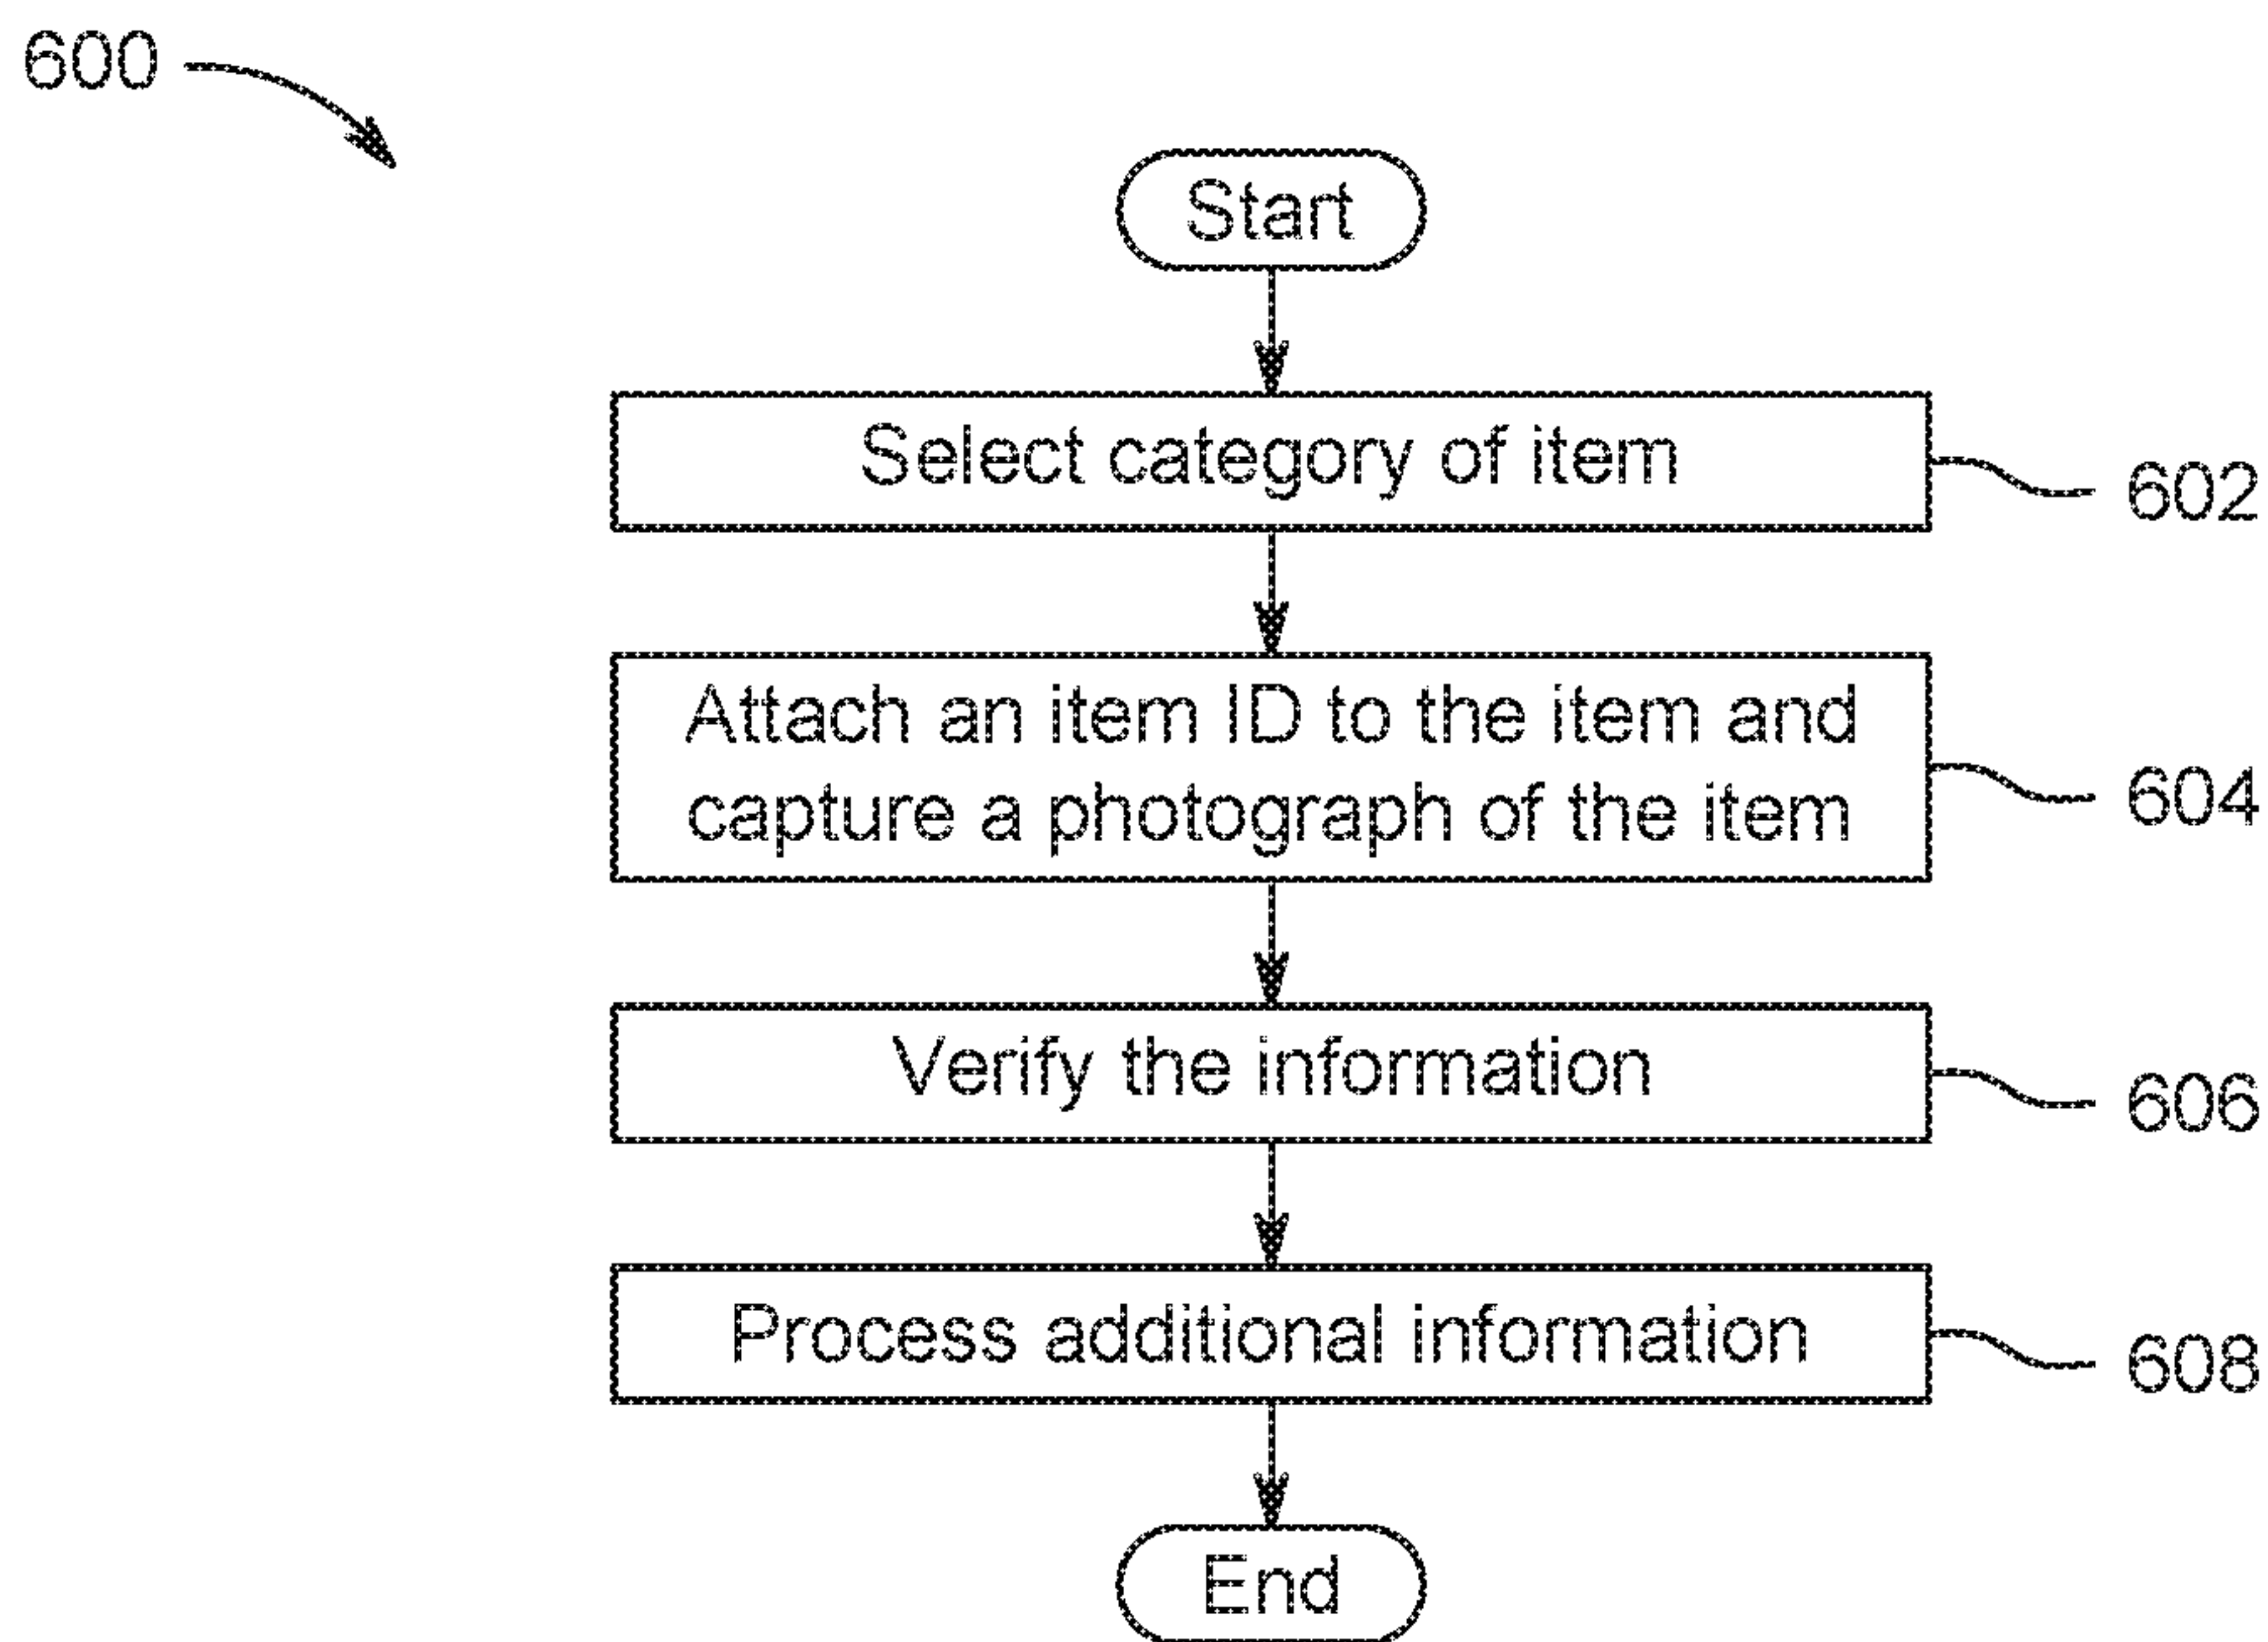 600
Start
Select category of item
602
Attach an item ID to the item and
capture a photograph of the item
604
Verify the information
606
Process additional information
608
End